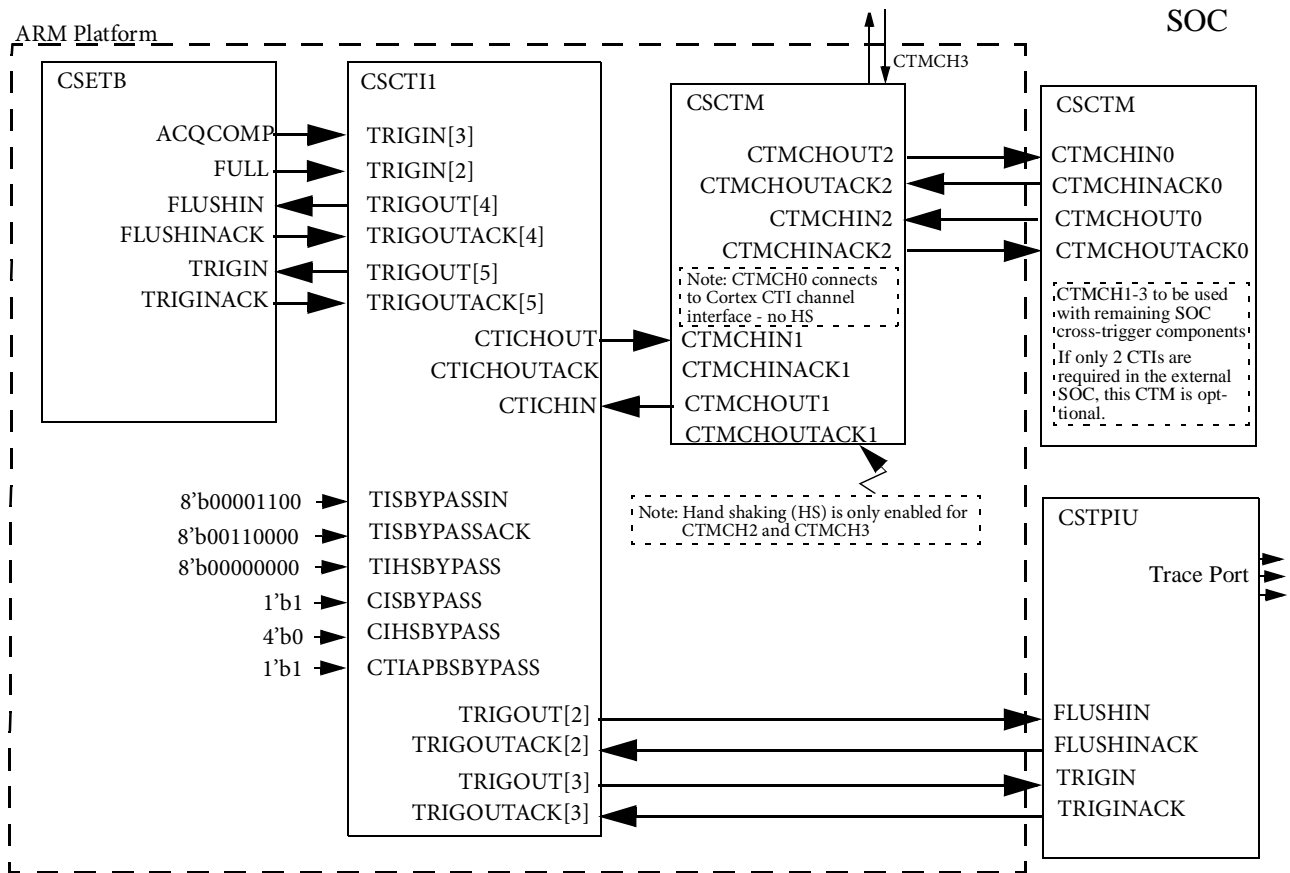 SOC
ARM Platform
CTMCH3
CSETB
ACQCOMP
FULL
FLUSHIN
FLUSHINACK
TRIGIN
TRIGINACK
CSCTI1
TRIGIN[3]
TRIGIN[2]
TRIGOUT[4]
TRIGOUTACK[4]
TRIGOUT[5]
TRIGOUTACK[5]
CTICHOUT
CTICHOUTACK
CTICHIN
8’b00001100
TISBYPASSIN
8’b00110000
TISBYPASSACK
8’b00000000
TIHSBYPASS
1’b1
CISBYPASS
4’b0
CIHSBYPASS
1’b1
CTIAPBSBYPASS
TRIGOUT[2]
TRIGOUTACK[2]
TRIGOUT[3]
TRIGOUTACK[3]
CSCTM
CTMCHOUT2
CTMCHOUTACK2
CTMCHIN2
CTMCHINACK2
Note: CTMCH0 connects
to Cortex CTI channel
interface - no HS
CTMCHIN1
CTMCHINACK1
CTMCHOUT1
CTMCHOUTACK1
Note: Hand shaking (HS) is only enabled for
CTMCH2 and CTMCH3
CSCTM
CTMCHIN0
CTMCHINACK0
CTMCHOUT0
CTMCHOUTACK0
CTMCH1-3 to be used
with remaining SOC
cross-trigger components
If only 2 CTIs are
required in the external
SOC, this CTM is opt-
tional.
CSTPIU
Trace Port
FLUSHIN
FLUSHINACK
TRIGIN
TRIGINACK